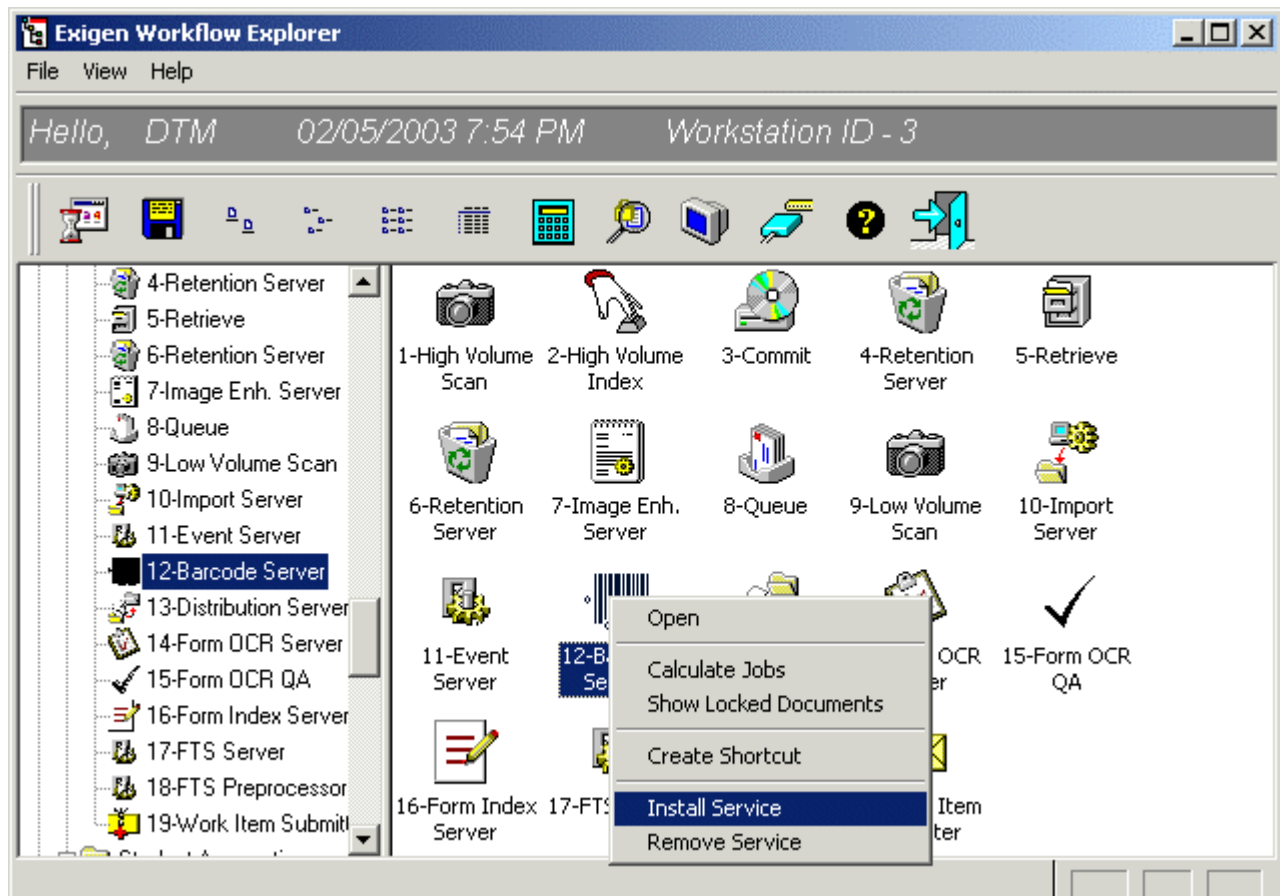 Exigen Workflow Explorer
File View Help
Hello, DTM 02/05/2003 7:54 PM Workstation ID - 3
4-Retention Server
5-Retrieve
6-Retention Server
7-Image Enh. Server
8-Queue
9-Low Volume Scan
10-Import Server
11-Event Server
12-Barcode Server
13-Distribution Server
14-Form OCR Server
15-Form OCR QA
16-Form Index Server
17-FTS Server
18-FTS Preprocessor
19-Work Item
1-High Volume Scan
2-High Volume Index
3-Commit
4-Retention Server
5-Retrieve
6-Retention Server
7-Image Enh. Server
8-Queue
9-Low Volume Scan
10-Import Server
11-Event Server
OCR
15-Form OCR QA
16-Form Index Server
Item
Open
Calculate Jobs
Show Locked Documents
Create Shortcut
Install Service
Remove Service